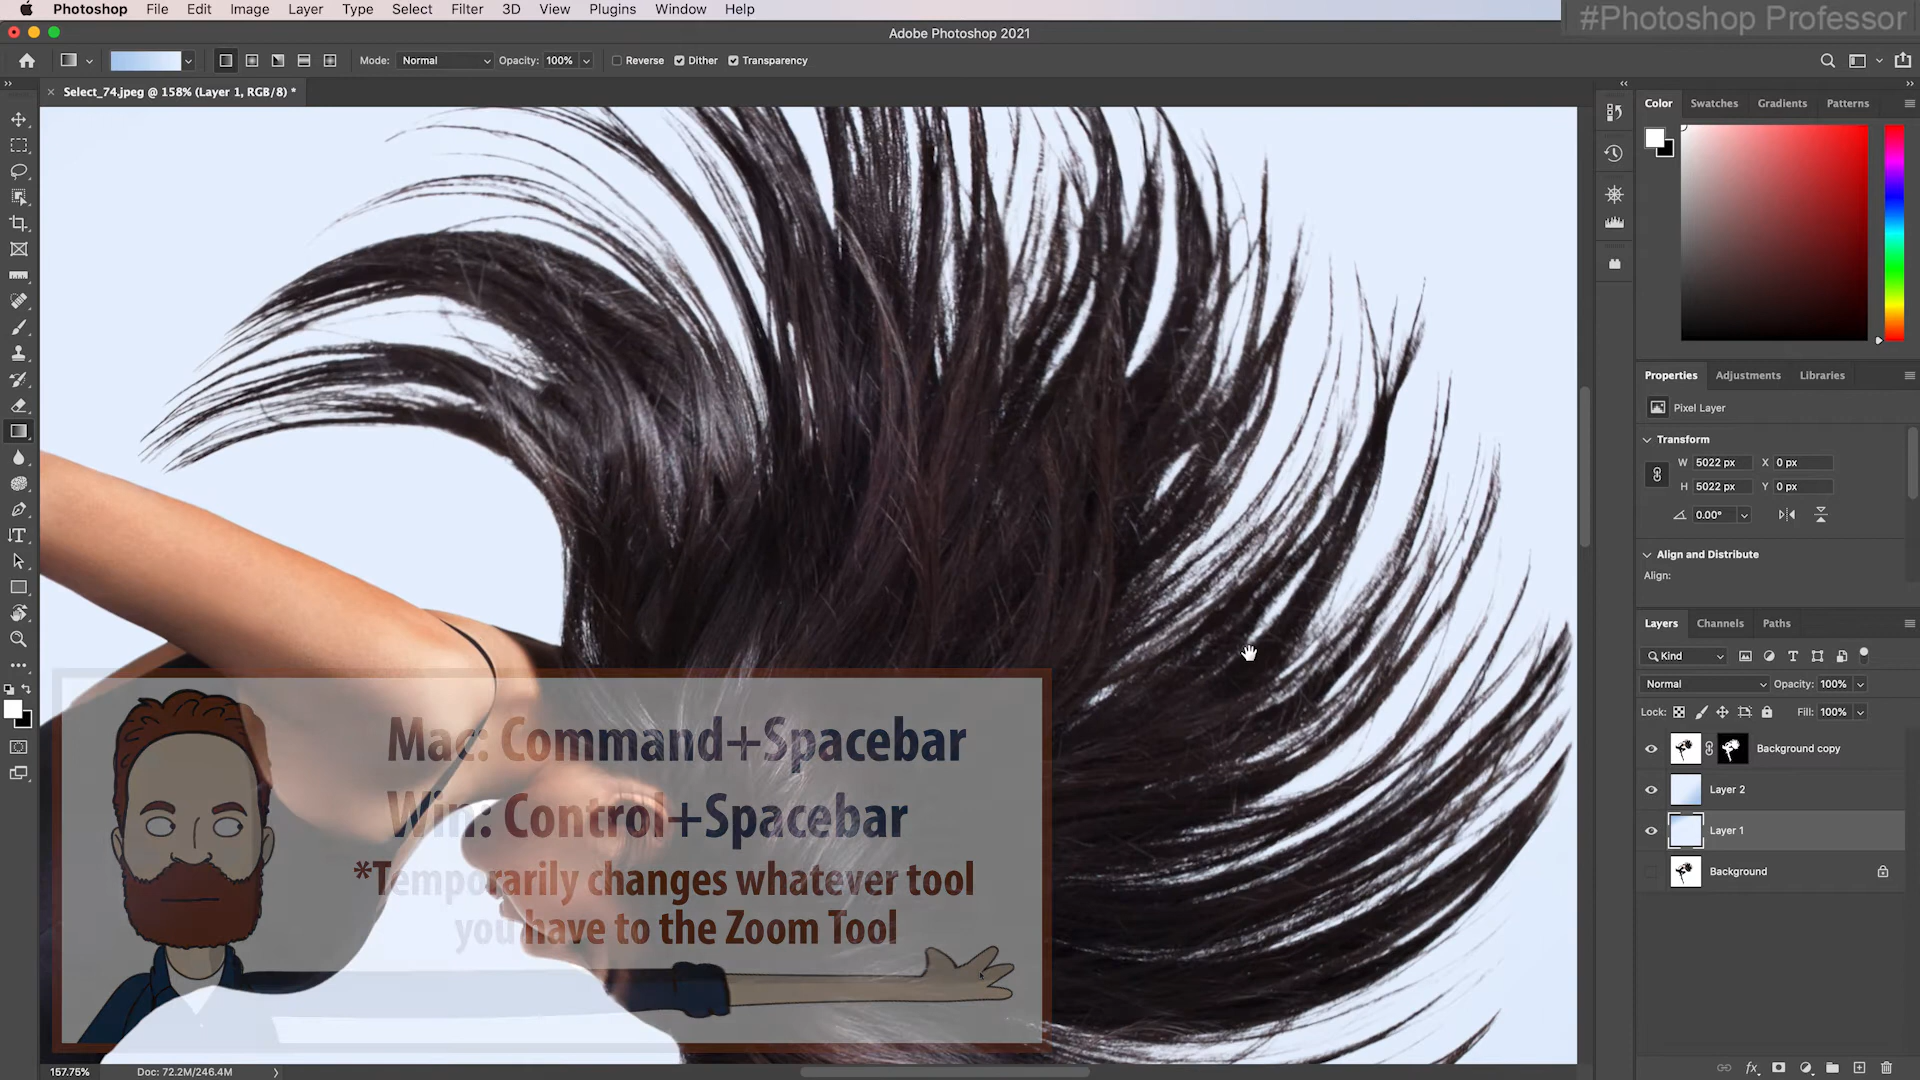 Photoshop File Edit Image Layer Type Select Filter 3D View Plugins Window Help
#Photoshop Professor
Adobe Photoshop 2021
Mode: Normal Opacity: 100% Reverse Dither Transparency
Select_74.jpeg @ 158% (Layer 1, RGB/8) *
Color Swatches Gradients Patterns
Properties Adjustments Libraries
Pixel Layer
Transform
W 5022 px X 0 px
H 5022 px Y 0 px
0.00°
Align and Distribute
Align:
Layers Channels Paths
Kind
Normal Opacity: 100%
Lock: Fill: 100%
Background copy
Layer 2
Layer 1
Background
Mac: Command+Spacebar
Win: Control+Spacebar
*Temporarily changes whatever tool
you have to the Zoom Tool
157.75% Doc: 72.2M/246.4M